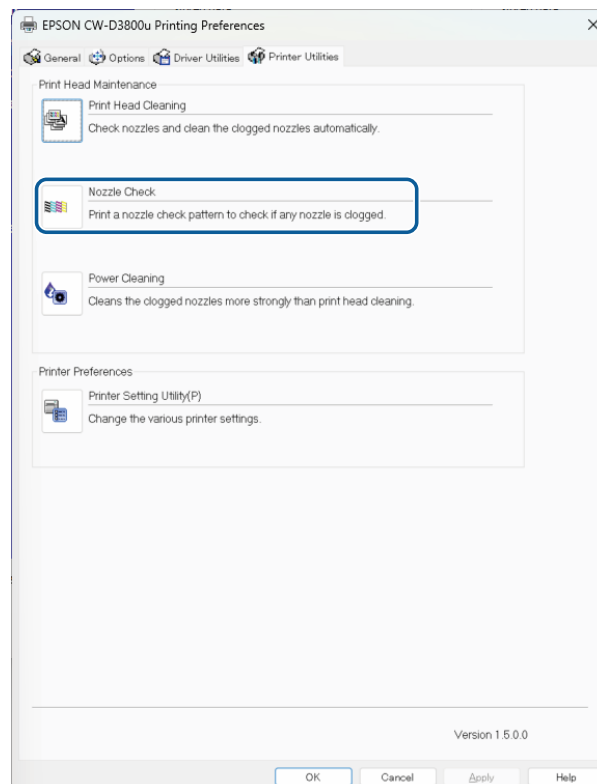 EPSON CW-D3800u Printing Preferences
General Options Driver Utilities Printer Utilities
Print Head Maintenance
Print Head Cleaning
Check nozzles and clean the clogged nozzles automatically.
Nozzle Check
Print a nozzle check pattern to check if any nozzle is clogged.
Power Cleaning
Cleans the clogged nozzles more strongly than print head cleaning.
Printer Preferences
Printer Setting Utility(P)
Change the various printer settings.
Version 1.5.0.0
OK Cancel Apply Help